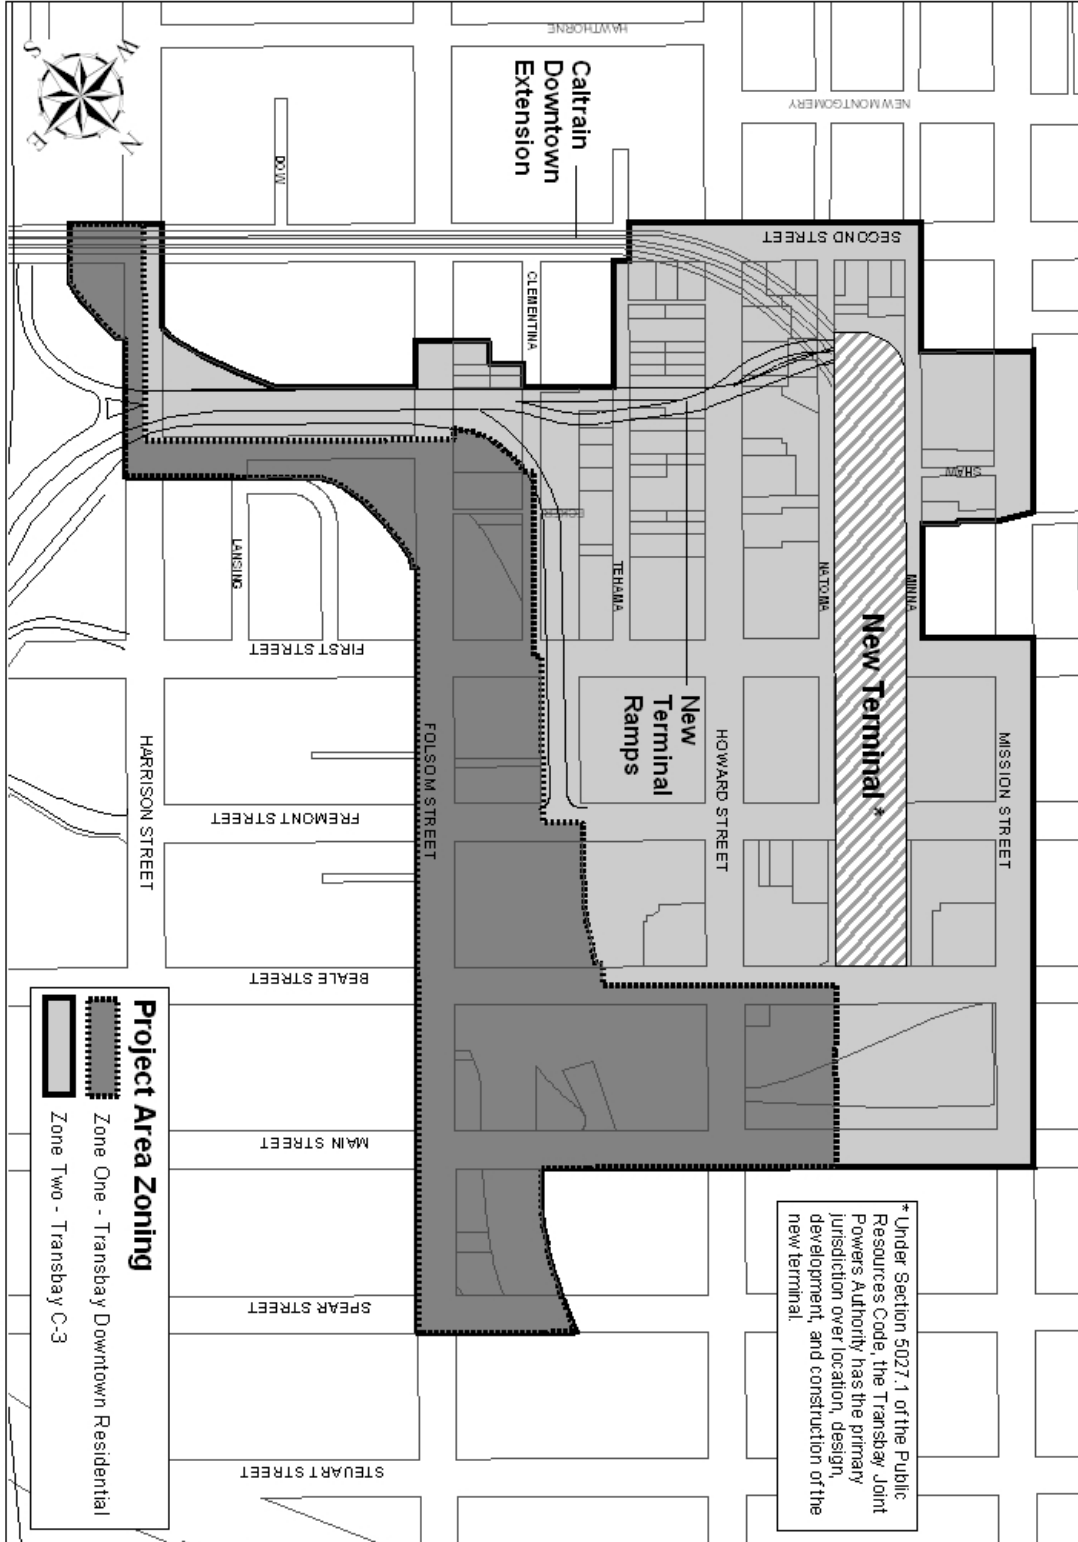 HAWTHORNE
NEW MONTGOMERY
W
S
N
E
DOW
Caltrain
Downtown
Extension
SECOND STREET
CLEMENTINA
SHAW
ECKER
LANSING
TEHAMA
NATOMA
MINNA
New Terminal *
FIRST STREET
New
Terminal
Ramps
HARRISON STREET
FOLSOM STREET
HOWARD STREET
MISSION STREET
FREMONT STREET
BEALE STREET
MAIN STREET
SPEAR STREET
STEUART STREET
Project Area Zoning
Zone One - Transbay Downtown Residential
Zone Two - Transbay C-3
* Under Section 5027.1 of the Public
Resources Code, the Transbay Joint
Powers Authority has the primary
jurisdiction over location, design,
development, and construction of the
new terminal.